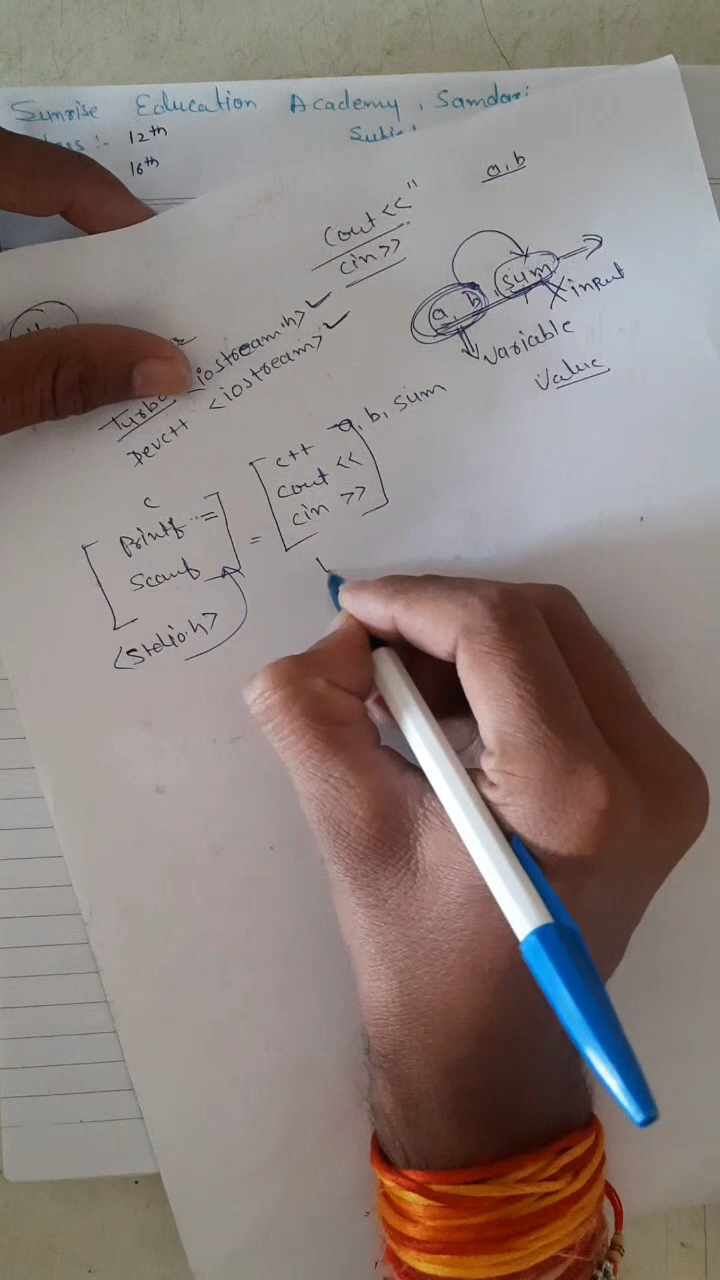 Sunrise Education Academy, Samdari
:- 12th
16th
a, b
cout <<"
cin >>
a, b, sum
X input
variable
value
Turbo <iostream.h> ✓
Devc++ <iostream> ✓
a, b, sum
c
printf
scanf
<stdio.h>
=
c++
cout <<
cin >>